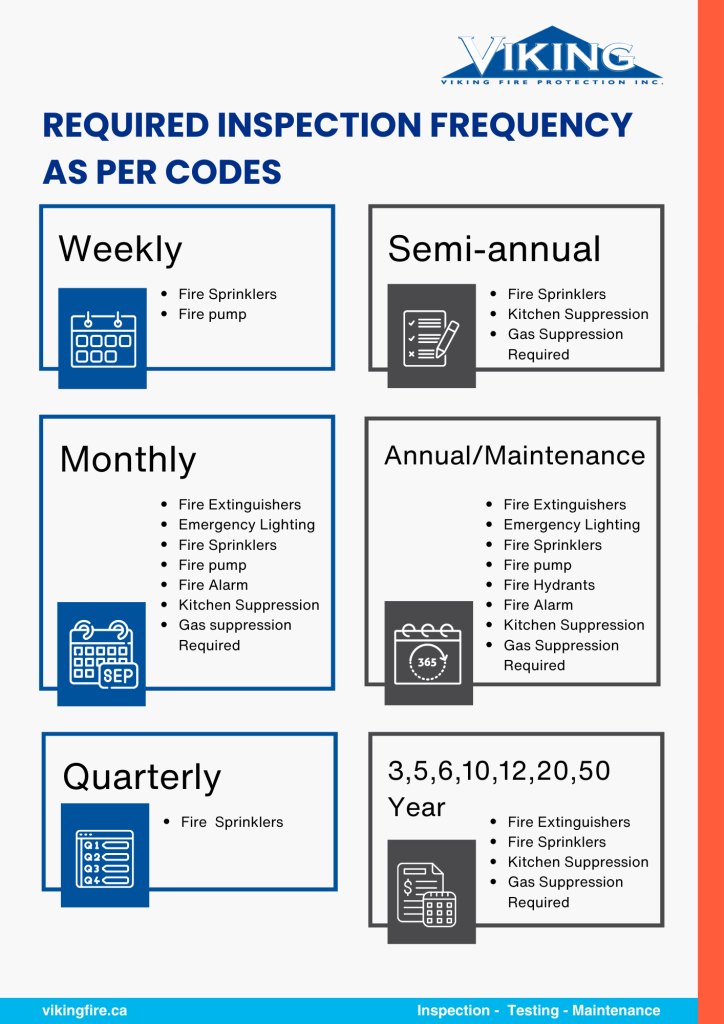 VIKING
VIKING FIRE PROTECTION INC.
REQUIRED INSPECTION FREQUENCY
AS PER CODES
Weekly
• Fire Sprinklers
• Fire pump
Semi-annual
• Fire Sprinklers
• Kitchen Suppression
• Gas Suppression
Required
Monthly
• Fire Extinguishers
• Emergency Lighting
• Fire Sprinklers
• Fire pump
• Fire Alarm
• Kitchen Suppression
• Gas suppression
Required
SEP
Annual/Maintenance
• Fire Extinguishers
• Emergency Lighting
• Fire Sprinklers
• Fire pump
• Fire Hydrants
• Fire Alarm
• Kitchen Suppression
• Gas Suppression
Required
365
Quarterly
• Fire Sprinklers
Q1
Q2
Q3
Q4
3,5,6,10,12,20,50
Year
• Fire Extinguishers
• Fire Sprinklers
• Kitchen Suppression
• Gas Suppression
Required
$
vikingfire.ca
Inspection - Testing - Maintenance